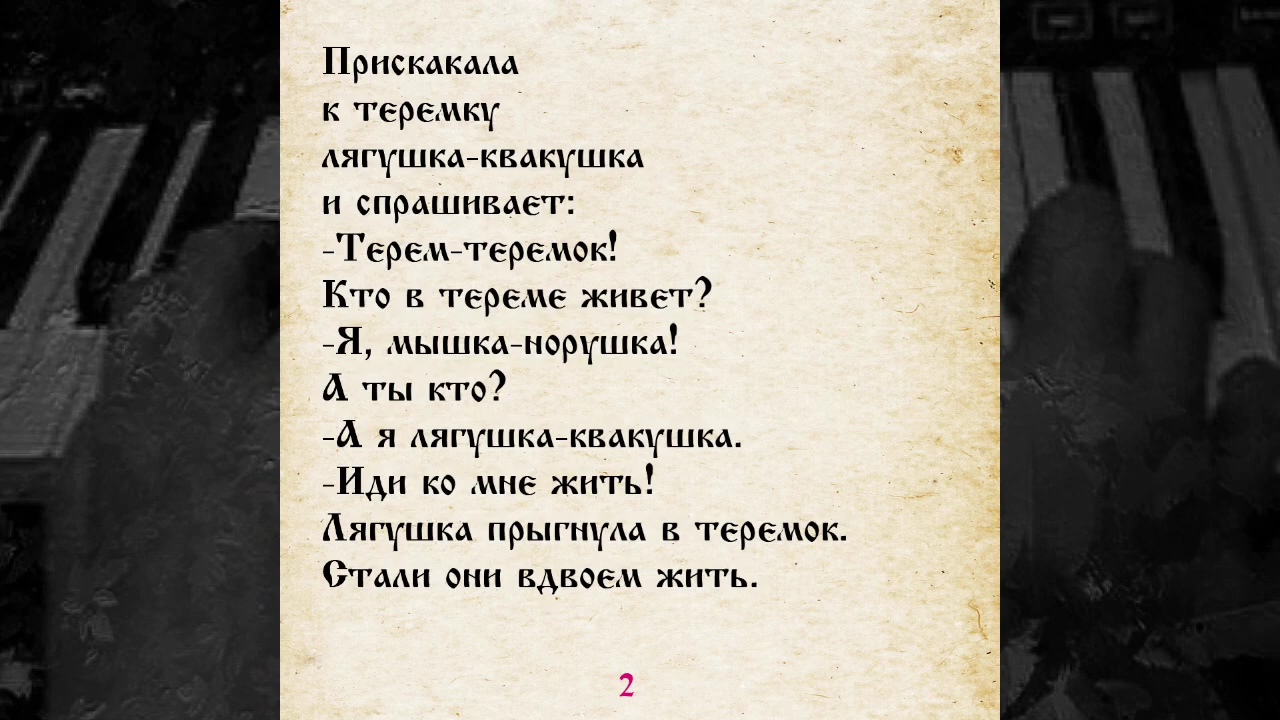 Прискакала
к теремку
лягушка-квакушка
и спрашивает:
-Терем-теремок!
Кто в тереме живет?
-Я, мышка-норушка!
А ты кто?
-А я лягушка-квакушка.
-Иди ко мне жить!
Лягушка прыгнула в теремок.
Стали они вдвоем жить.
2